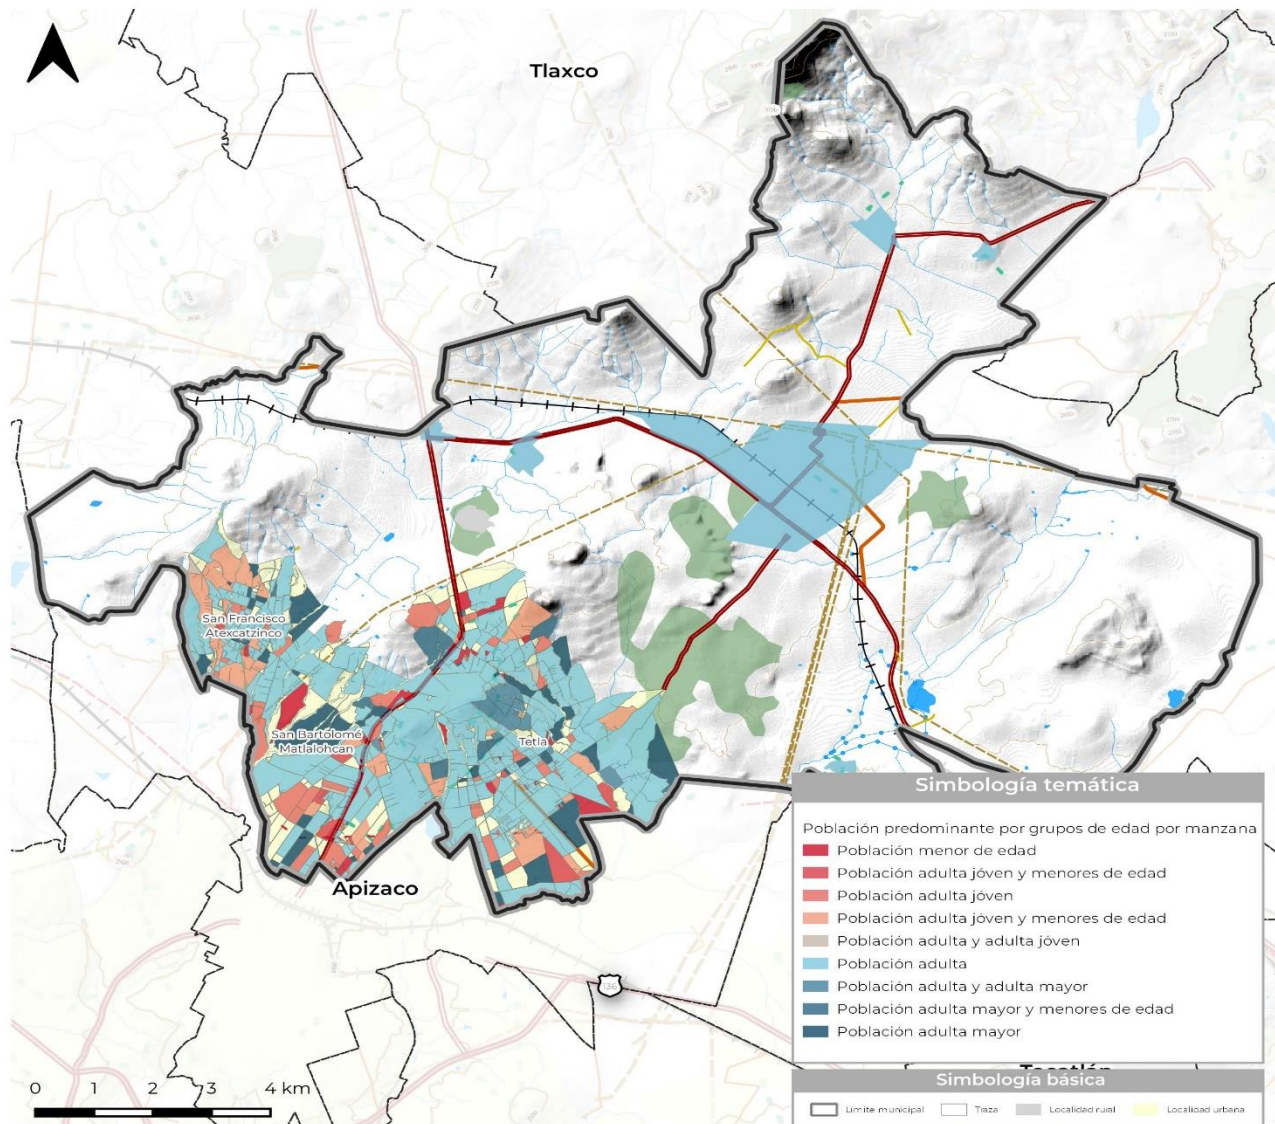 Tlaxco
San Francisco
Atexcatzinco
San Bartolomé
Matlalohcan
Tetla
Apizaco
136
0 1 2 3 4 km
Simbología temática
Población predominante por grupos de edad por manzana
Población menor de edad
Población adulta jóven y menores de edad
Población adulta jóven
Población adulta jóven y menores de edad
Población adulta y adulta jóven
Población adulta
Población adulta y adulta mayor
Población adulta mayor y menores de edad
Población adulta mayor
Simbología básica
Límite municipal
Traza
Localidad rural
Localidad urbana